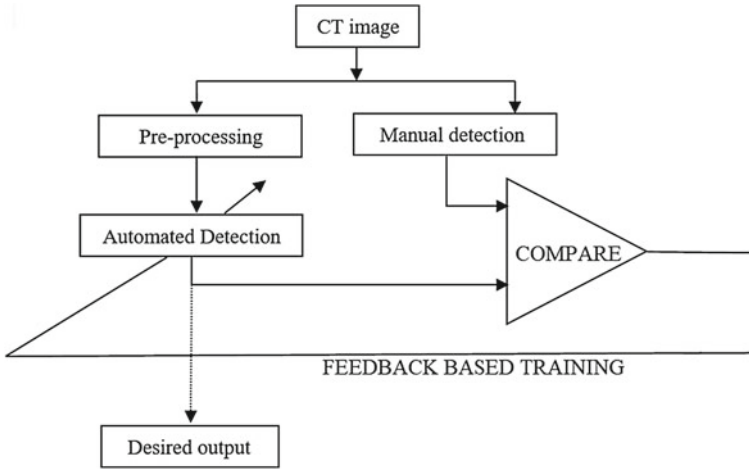 CT image
Pre-processing
Manual detection
Automated Detection
COMPARE
FEEDBACK BASED TRAINING
Desired output